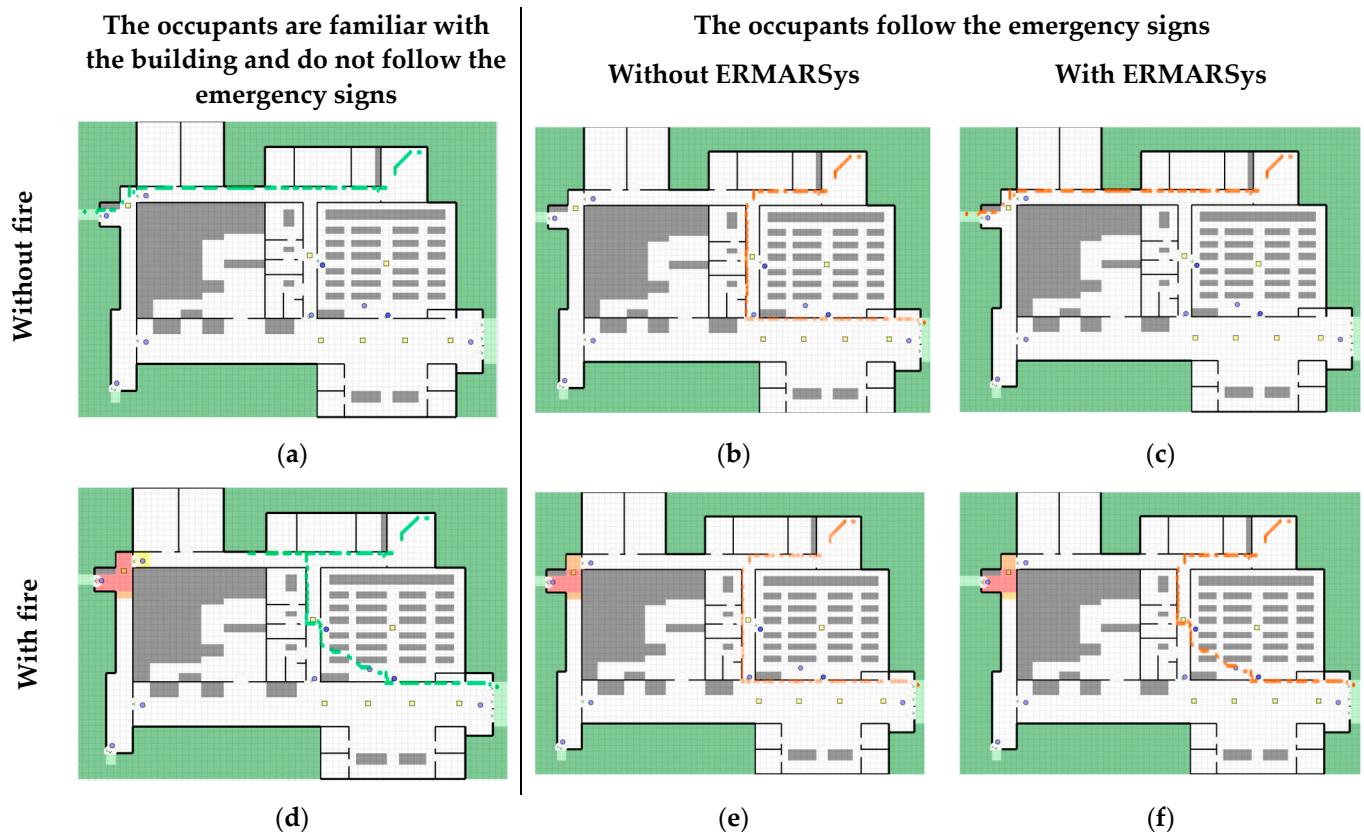 The occupants are familiar with
the building and do not follow the
emergency signs
The occupants follow the emergency signs
Without ERMARSys
With ERMARSys
Without fire
(a)
(b)
(c)
With fire
(d)
(e)
(f)